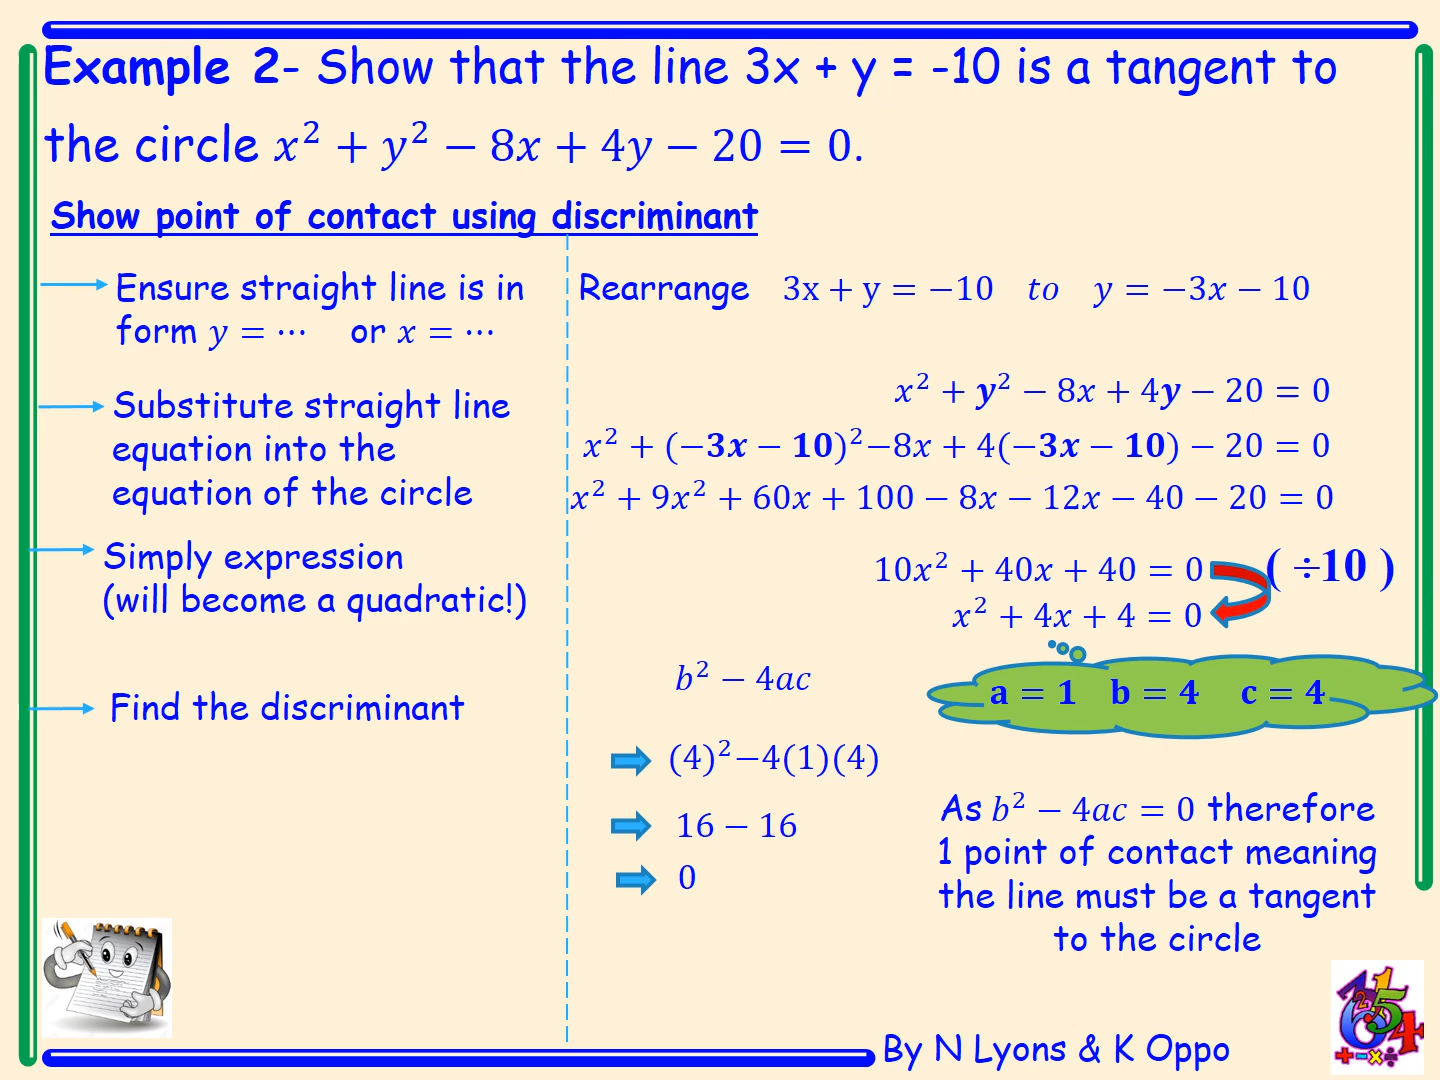 Example 2- Show that the line 3x + y = -10 is a tangent to
the circle x² + y² − 8x + 4y − 20 = 0.
Show point of contact using discriminant
Ensure straight line is in
form y = ⋯ or x = ⋯
Rearrange 3x + y = −10 to y = −3x − 10
Substitute straight line
equation into the
equation of the circle
x² + y² − 8x + 4y − 20 = 0
x² + (−3x − 10)²−8x + 4(−3x − 10) − 20 = 0
x² + 9x² + 60x + 100 − 8x − 12x − 40 − 20 = 0
Simply expression
(will become a quadratic!)
10x² + 40x + 40 = 0 ( ÷10 )
x² + 4x + 4 = 0
a = 1 b = 4 c = 4
Find the discriminant
b² − 4ac
(4)²−4(1)(4)
16 − 16
0
As b² − 4ac = 0 therefore
1 point of contact meaning
the line must be a tangent
to the circle
By N Lyons & K Oppo